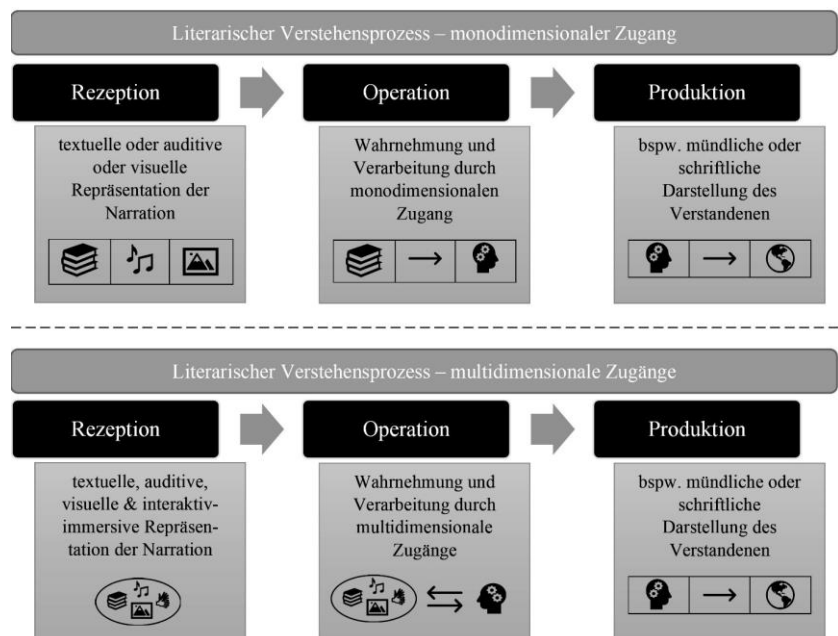 Literarischer Verstehensprozess – monodimensionaler Zugang
Rezeption
Operation
Produktion
textuelle oder auditive
oder visuelle
Repräsentation der
Narration
Wahrnehmung und
Verarbeitung durch
monodimensionalen
Zugang
bspw. mündliche oder
schriftliche
Darstellung des
Verstandenen
Literarischer Verstehensprozess – multidimensionale Zugänge
Rezeption
Operation
Produktion
textuelle, auditive,
visuelle & interaktiv-
immersive Repräsen-
tation der Narration
Wahrnehmung und
Verarbeitung durch
multidimensionale
Zugänge
bspw. mündliche oder
schriftliche
Darstellung des
Verstandenen